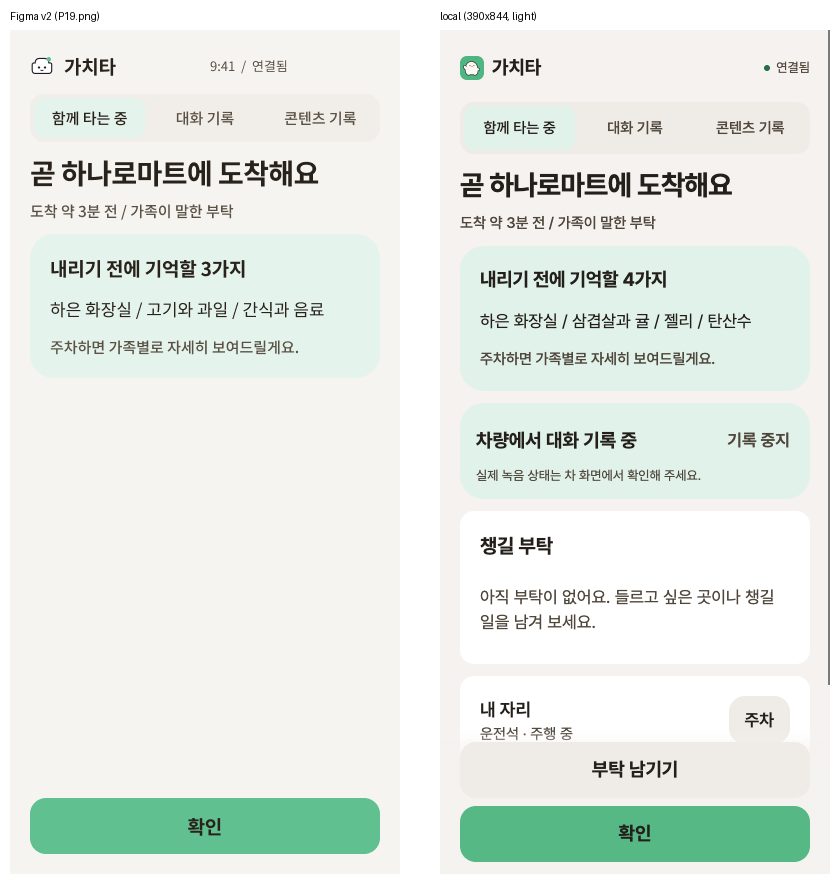 Figma v2 (P19.png)
가치타
9:41 / 연결됨
함께 타는 중
대화 기록
콘텐츠 기록
곧 하나로마트에 도착해요
도착 약 3분 전 / 가족이 말한 부탁
내리기 전에 기억할 3가지
하은 화장실 / 고기와 과일 / 간식과 음료
주차하면 가족별로 자세히 보여드릴게요.
확인
local (390x844, light)
가치타
연결됨
함께 타는 중
대화 기록
콘텐츠 기록
곧 하나로마트에 도착해요
도착 약 3분 전 / 가족이 말한 부탁
내리기 전에 기억할 4가지
하은 화장실 / 삼겹살과 귤 / 젤리 / 탄산수
주차하면 가족별로 자세히 보여드릴게요.
차량에서 대화 기록 중
기록 중지
실제 녹음 상태는 차 화면에서 확인해 주세요.
챙길 부탁
아직 부탁이 없어요. 들르고 싶은 곳이나 챙길
일을 남겨 보세요.
내 자리
주차
운전석 · 주행 중
부탁 남기기
확인